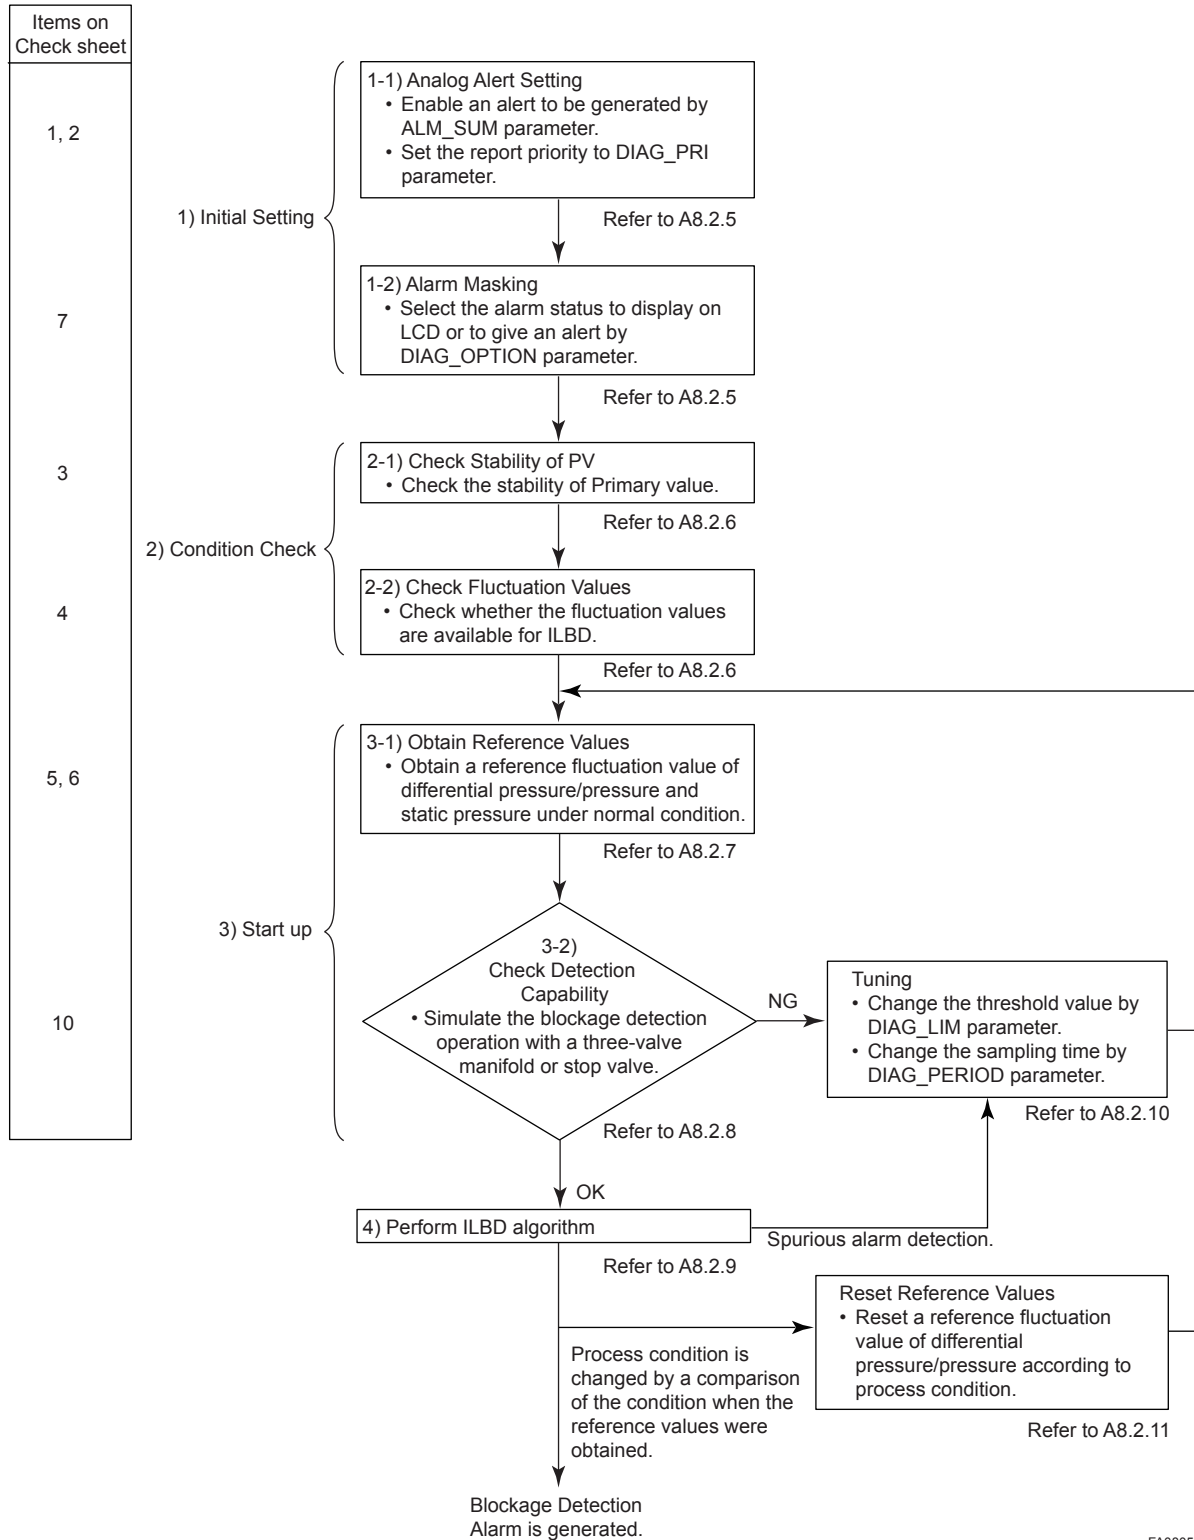 Items on
Check sheet
1, 2
7
3
4
5, 6
10
1) Initial Setting
1-1) Analog Alert Setting
• Enable an alert to be generated by
ALM_SUM parameter.
• Set the report priority to DIAG_PRI
parameter.
Refer to A8.2.5
1-2) Alarm Masking
• Select the alarm status to display on
LCD or to give an alert by
DIAG_OPTION parameter.
Refer to A8.2.5
2) Condition Check
2-1) Check Stability of PV
• Check the stability of Primary value.
Refer to A8.2.6
2-2) Check Fluctuation Values
• Check whether the fluctuation values
are available for ILBD.
Refer to A8.2.6
3) Start up
3-1) Obtain Reference Values
• Obtain a reference fluctuation value of
differential pressure/pressure and
static pressure under normal condition.
Refer to A8.2.7
3-2)
Check Detection
Capability
• Simulate the blockage detection
operation with a three-valve
manifold or stop valve.
Refer to A8.2.8
NG
Tuning
• Change the threshold value by
DIAG_LIM parameter.
• Change the sampling time by
DIAG_PERIOD parameter.
Refer to A8.2.10
OK
4) Perform ILBD algorithm
Spurious alarm detection.
Refer to A8.2.9
Reset Reference Values
• Reset a reference fluctuation
value of differential
pressure/pressure according to
process condition.
Refer to A8.2.11
Process condition is
changed by a comparison
of the condition when the
reference values were
obtained.
Blockage Detection
Alarm is generated.